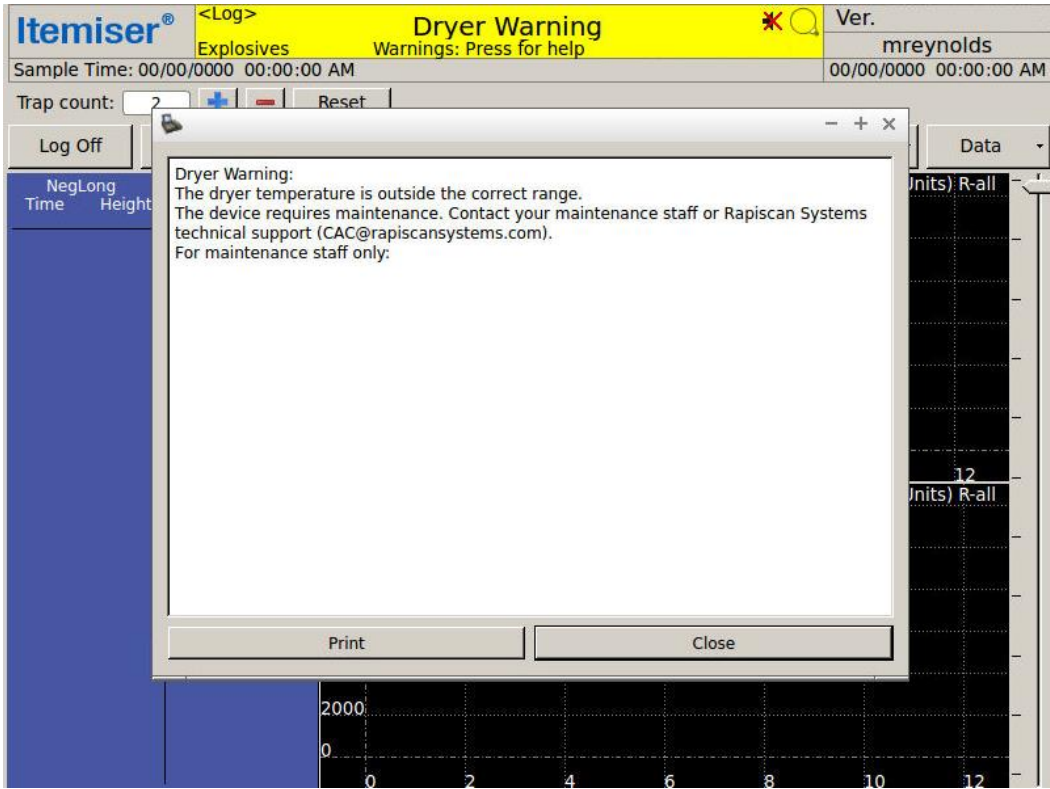 Itemiser®
<Log>
Explosives
Dryer Warning
Warnings: Press for help
Ver.
mreynolds
Sample Time: 00/00/0000 00:00:00 AM
00/00/0000 00:00:00 AM
Trap count: 2 Reset
Log Off
Data
Dryer Warning:
The dryer temperature is outside the correct range.
The device requires maintenance. Contact your maintenance staff or Rapiscan Systems
technical support (CAC@rapiscansystems.com).
For maintenance staff only:
Print Close
NegLong
Time Height
R-all
12
R-all
2000
0
0 2 4 6 8 10 12